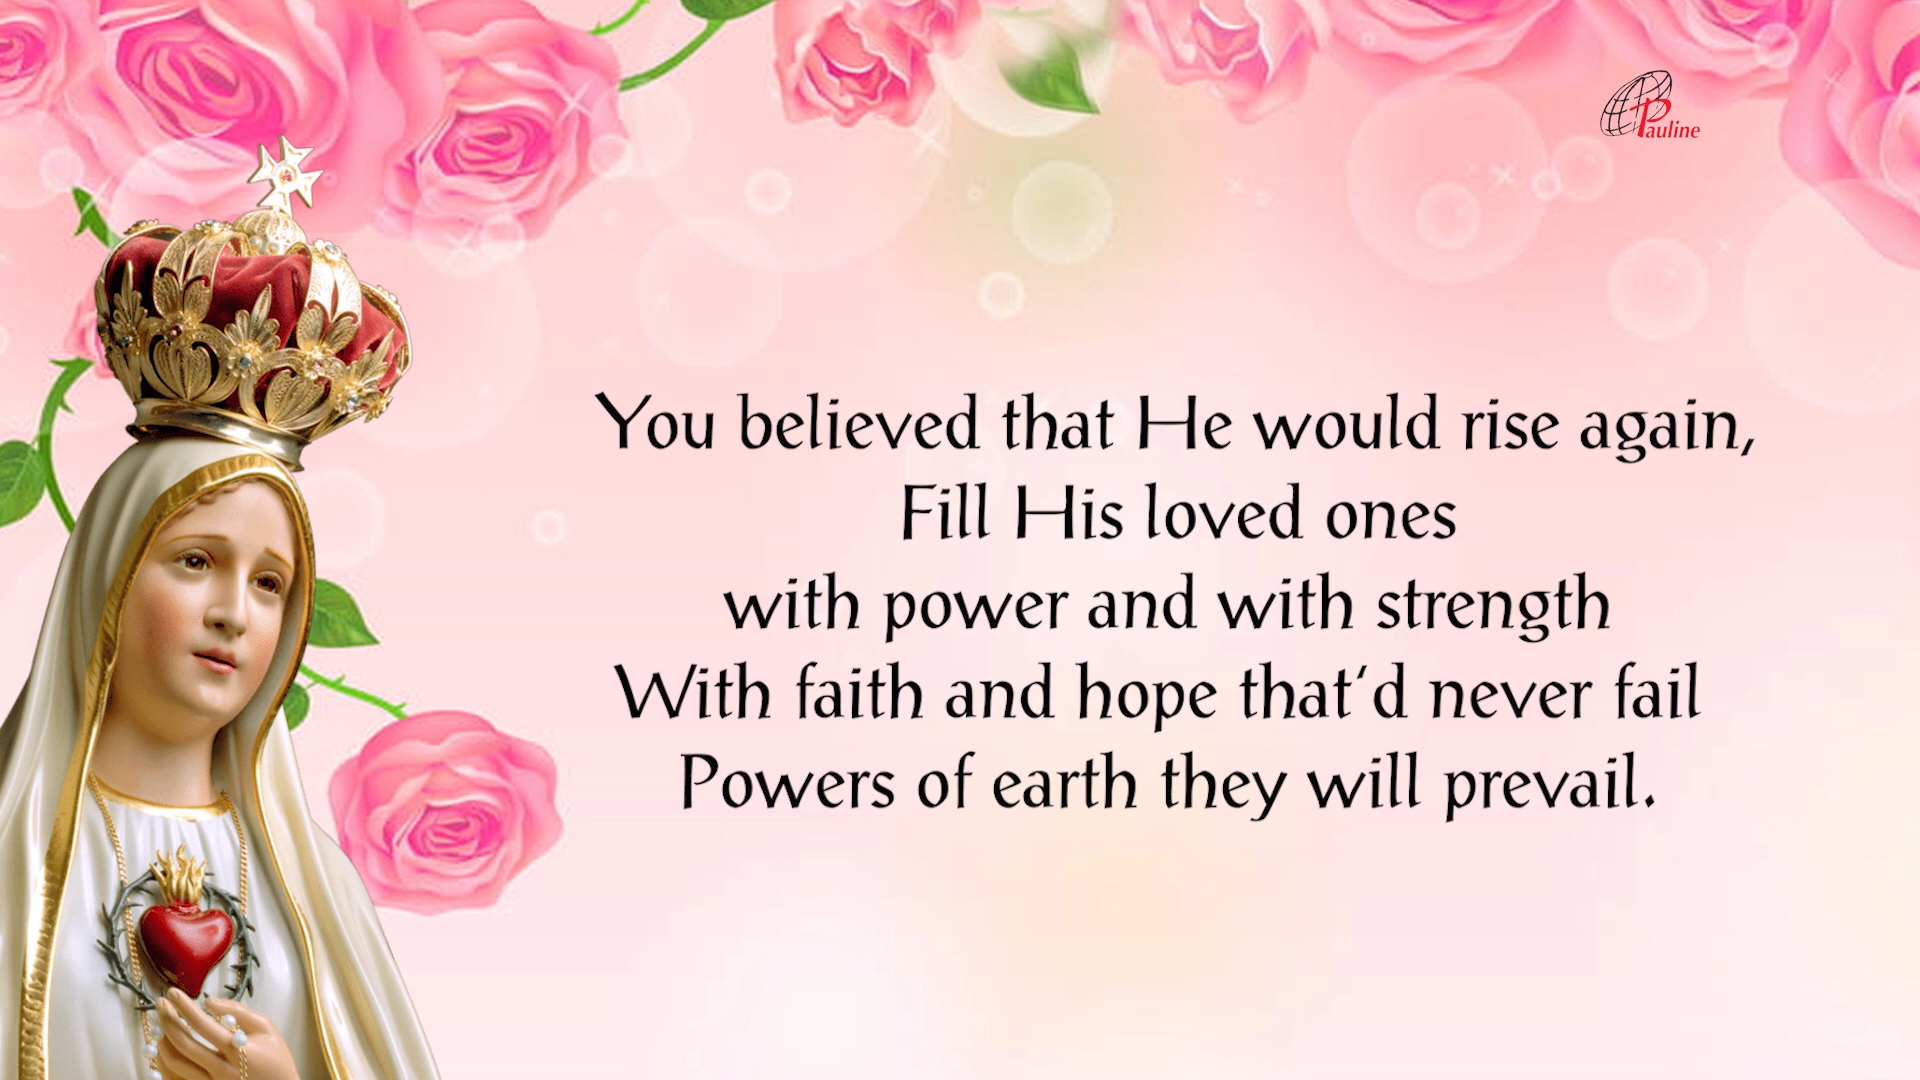 Pauline
You believed that He would rise again,
Fill His loved ones
with power and with strength
With faith and hope that'd never fail
Powers of earth they will prevail.